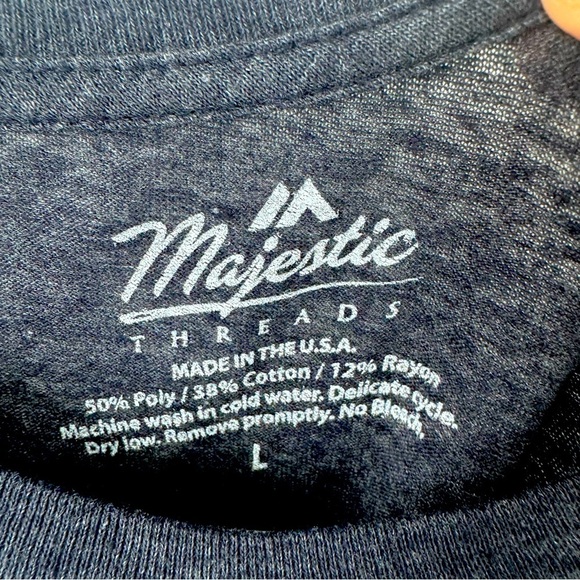 Majestic
THREADS
MADE IN THE U.S.A.
50% Poly / 38% Cotton / 12% Rayon
Machine wash in cold water. Delicate cycle.
Dry low. Remove promptly. No Bleach.
L